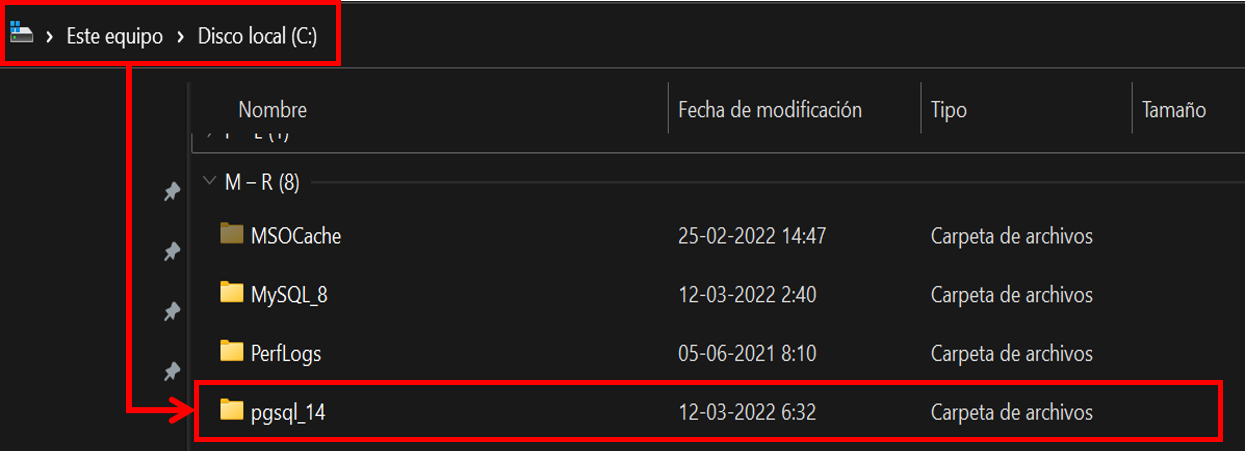 Este equipo > Disco local (C:)
Nombre Fecha de modificación Tipo Tamaño
M – R (8)
MSOCache 25-02-2022 14:47 Carpeta de archivos
MySQL_8 12-03-2022 2:40 Carpeta de archivos
PerfLogs 05-06-2021 8:10 Carpeta de archivos
pgsql_14 12-03-2022 6:32 Carpeta de archivos